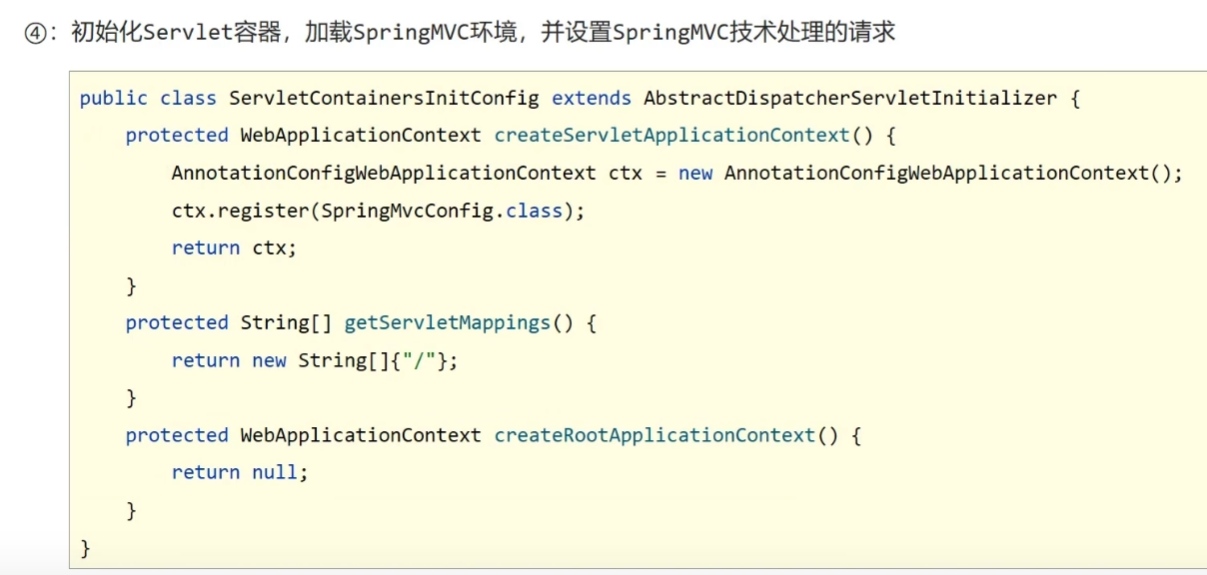 ④：初始化Servlet容器，加载SpringMVC环境，并设置SpringMVC技术处理的请求
public class ServletContainersInitConfig extends AbstractDispatcherServletInitializer {
    protected WebApplicationContext createServletApplicationContext() {
        AnnotationConfigWebApplicationContext ctx = new AnnotationConfigWebApplicationContext();
        ctx.register(SpringMvcConfig.class);
        return ctx;
    }
    protected String[] getServletMappings() {
        return new String[]{"/"};
    }
    protected WebApplicationContext createRootApplicationContext() {
        return null;
    }
}